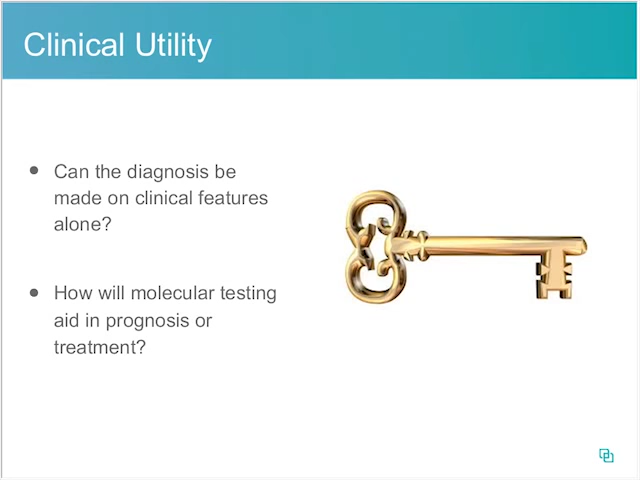 Clinical Utility
• Can the diagnosis be
made on clinical features
alone?
• How will molecular testing
aid in prognosis or
treatment?